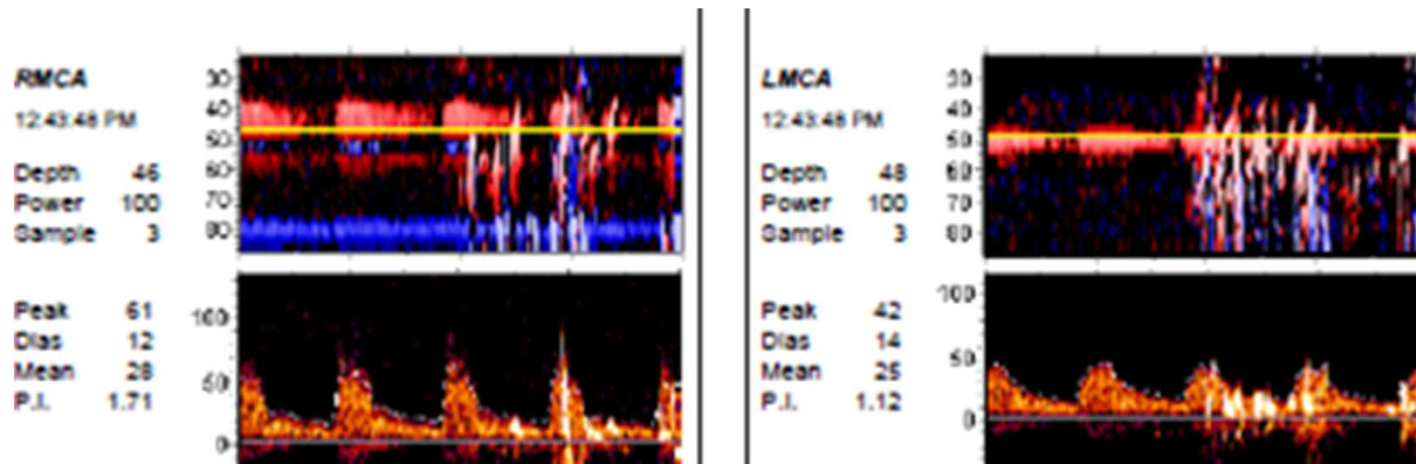 RMCA
12:43:48 PM
Depth 46
Power 100
Sample 3
30
40
50
60
70
80
Peak 61
Dias 12
Mean 28
P.I. 1.71
100
50
0
LMCA
12:43:48 PM
Depth 48
Power 100
Sample 3
30
40
50
60
70
80
Peak 42
Dias 14
Mean 25
P.I. 1.12
100
50
0